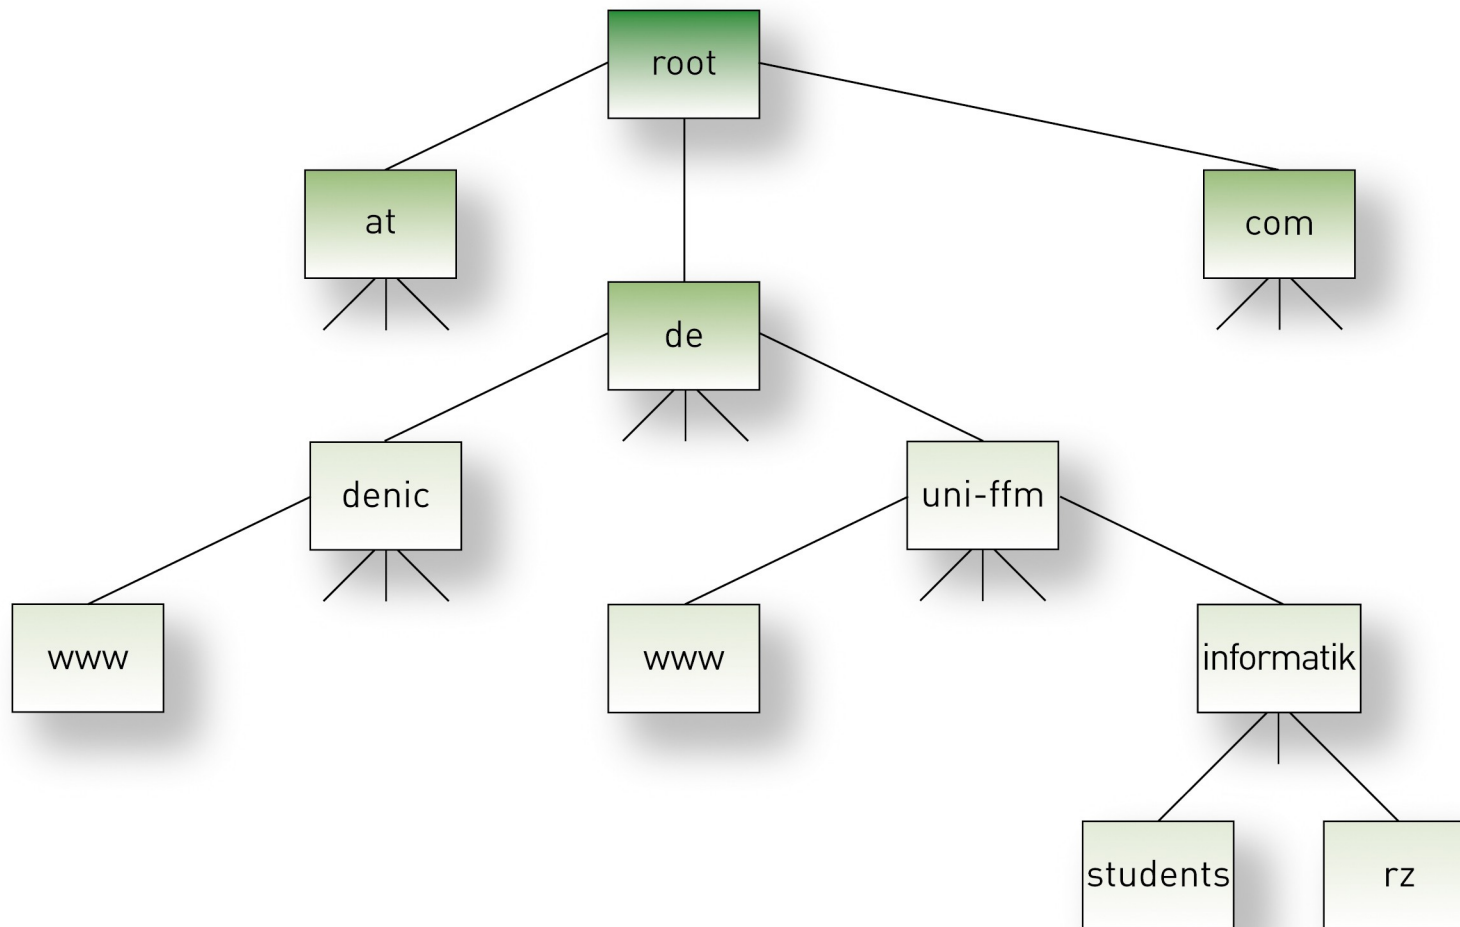 root
at
com
de
denic
uni-ffm
www
www
informatik
students
rz